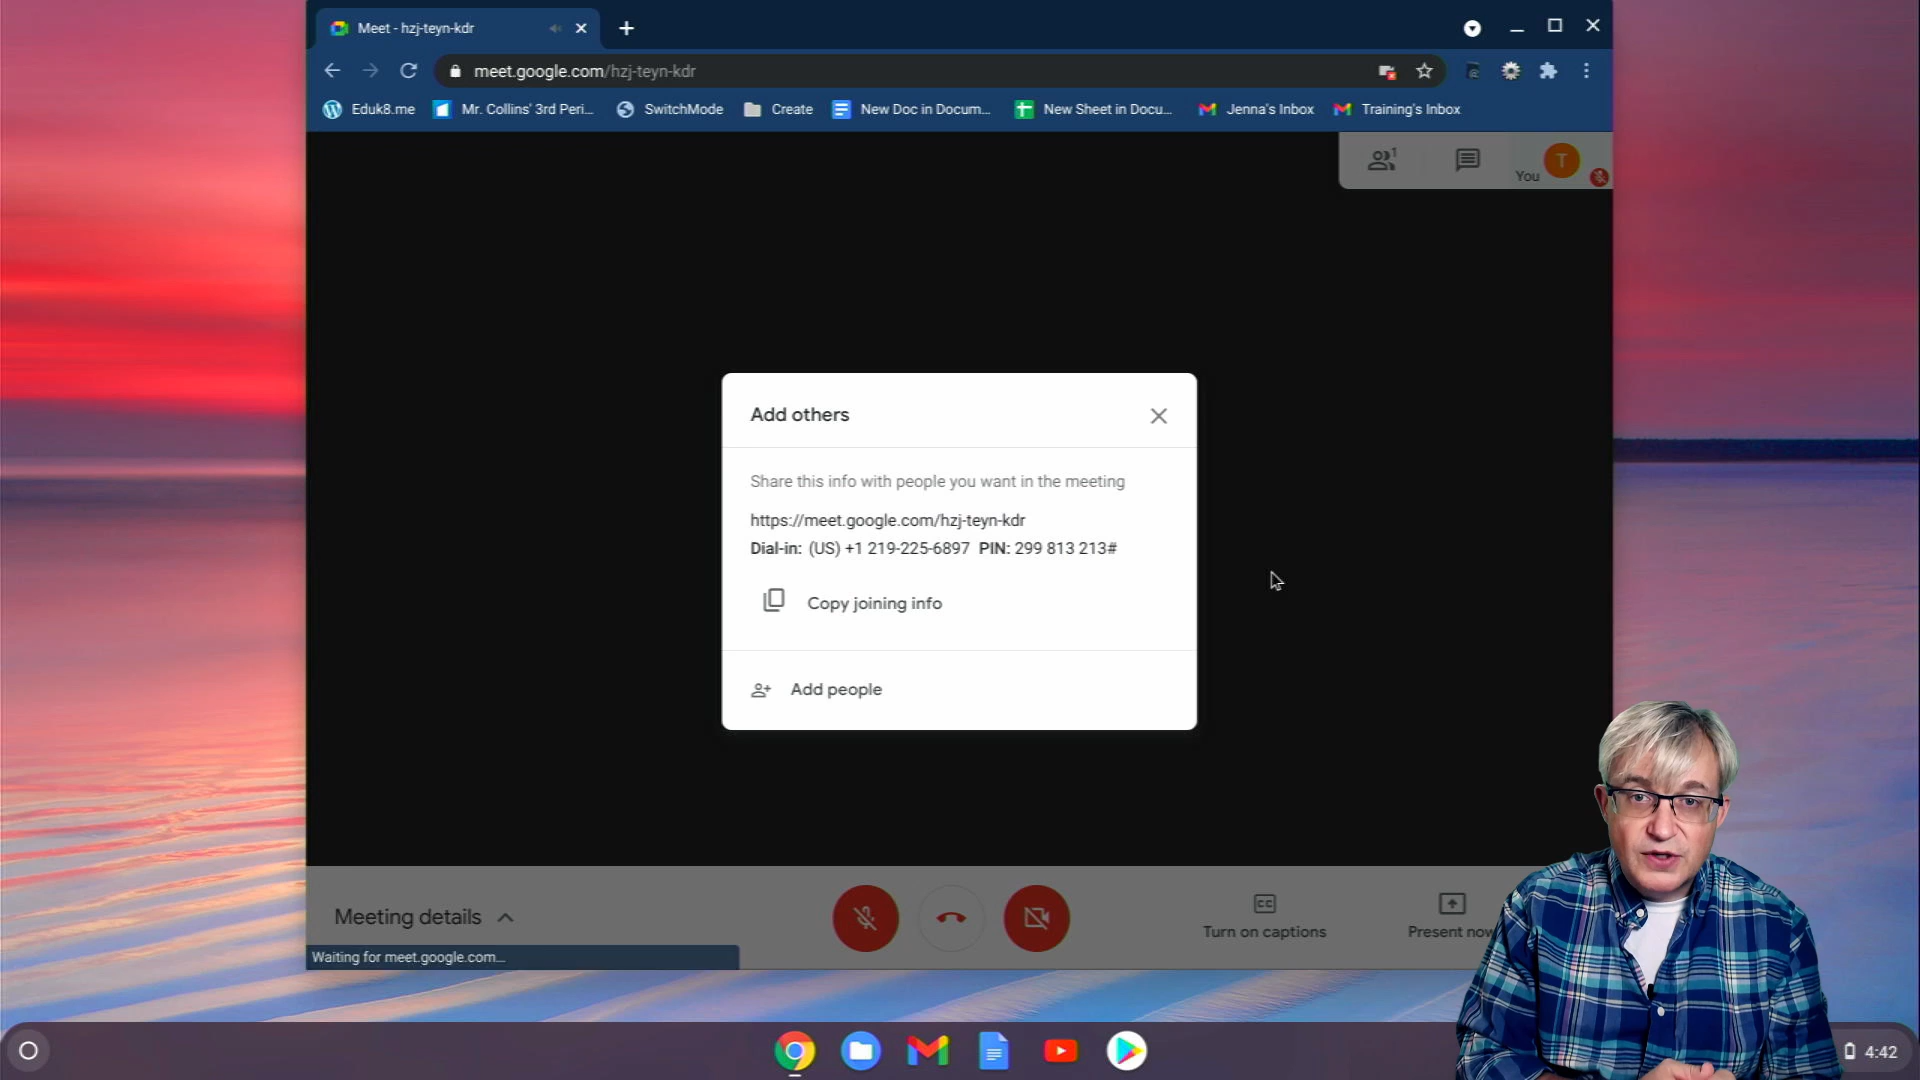 Meet - hzj-teyn-kdr
meet.google.com/hzj-teyn-kdr
Eduk8.me
Mr. Collins' 3rd Peri...
SwitchMode
Create
New Doc in Docum...
New Sheet in Docu...
Jenna's Inbox
Training's Inbox
1
You
T
Add others
Share this info with people you want in the meeting
https://meet.google.com/hzj-teyn-kdr
Dial-in: (US) +1 219-225-6897 PIN: 299 813 213#
Copy joining info
Add people
Meeting details
CC
Turn on captions
Present now
Waiting for meet.google.com...
4:42